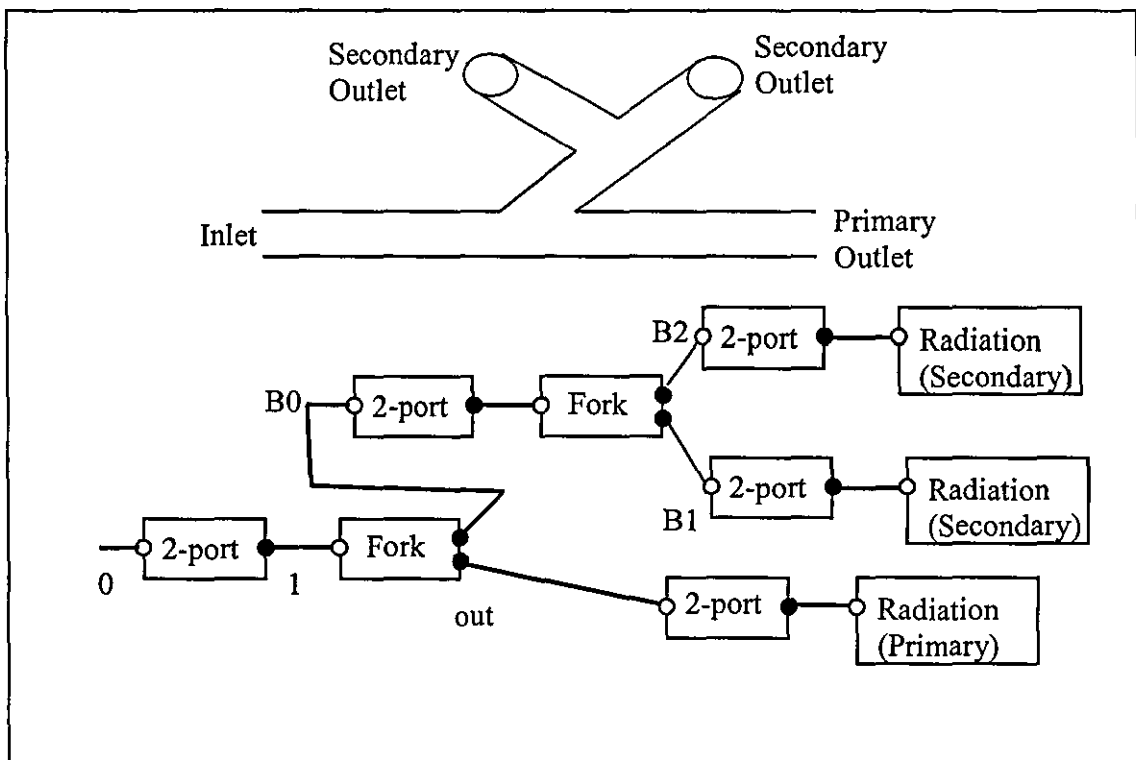 Secondary
Outlet
Secondary
Outlet
Inlet
Primary
Outlet
B2
2-port
Radiation
(Secondary)
B0
2-port
Fork
2-port
Radiation
(Secondary)
B1
2-port
Fork
0
1
out
2-port
Radiation
(Primary)